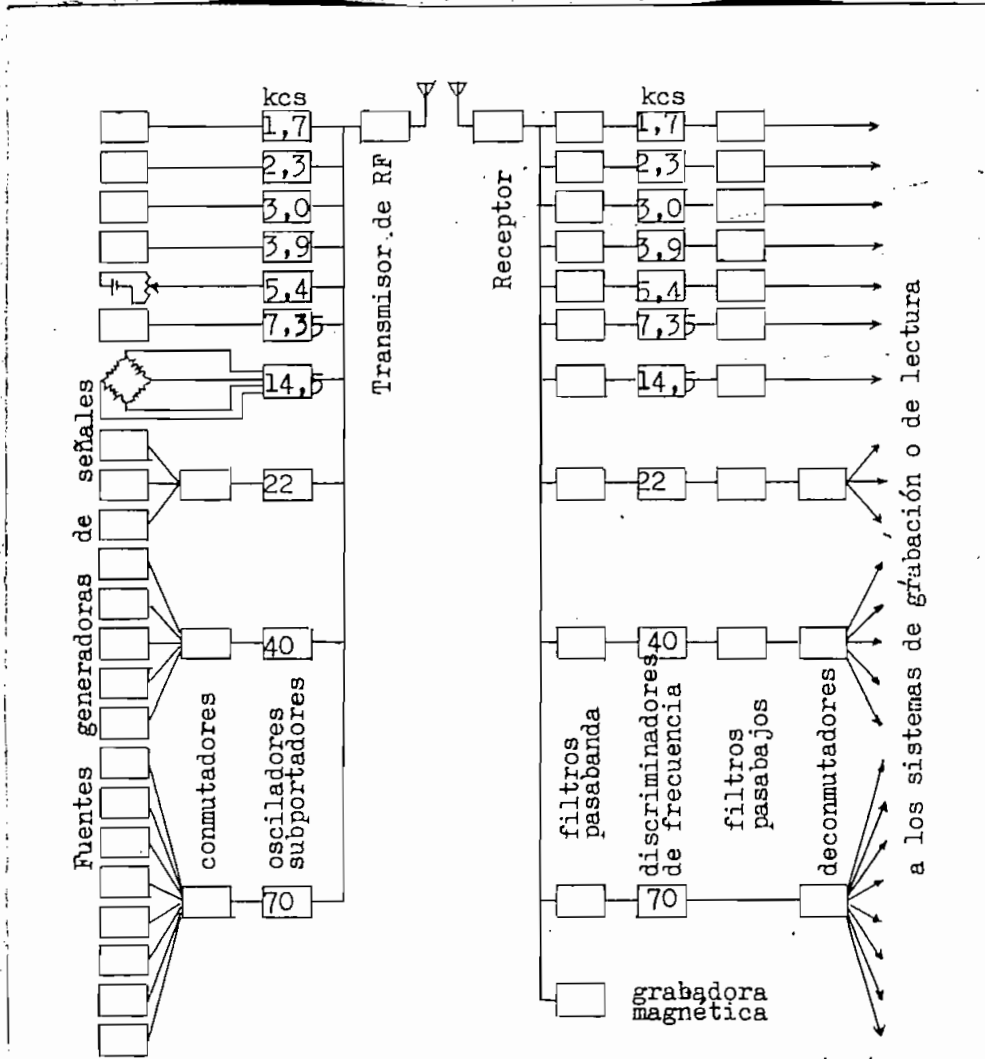 kcs
1,7
2,3
3,0
3,9
5,4
7,35
14,5
22
40
70
Fuentes generadoras de señales
conmutadores
osciladores
subportadores
Transmisor de RF
Receptor
kcs
1,7
2,3
3,0
3,9
5,4
7,35
14,5
22
40
70
filtros
pasabanda
discriminadores
de frecuencia
filtros
pasabajos
deconmutadores
a los sistemas de grabación o de lectura
grabadora
magnética